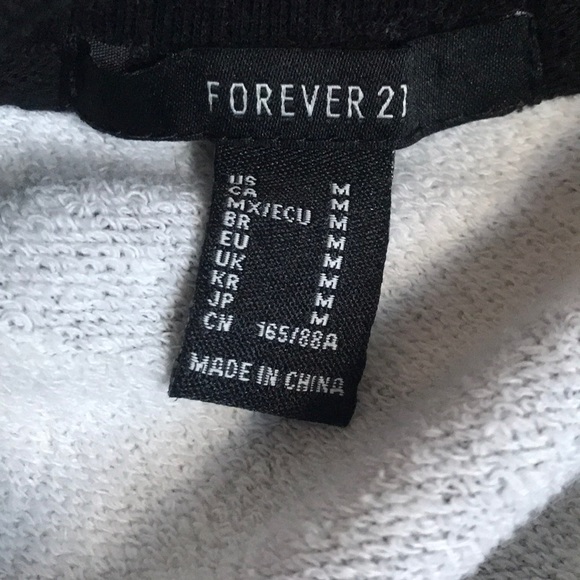 FOREVER 21
US M
CA M
MX/ECU M
BR M
EU M
UK M
KR M
JP M
CN 165/88A
MADE IN CHINA